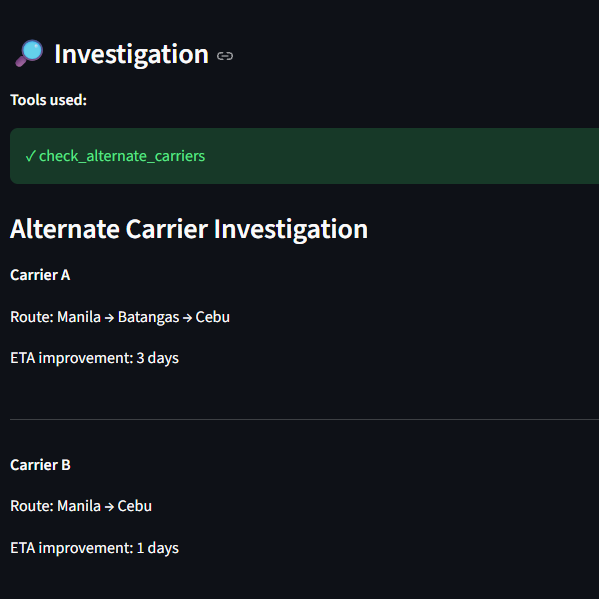 Investigation
Tools used:
✓ check_alternate_carriers
Alternate Carrier Investigation
Carrier A
Route: Manila → Batangas → Cebu
ETA improvement: 3 days
Carrier B
Route: Manila → Cebu
ETA improvement: 1 days